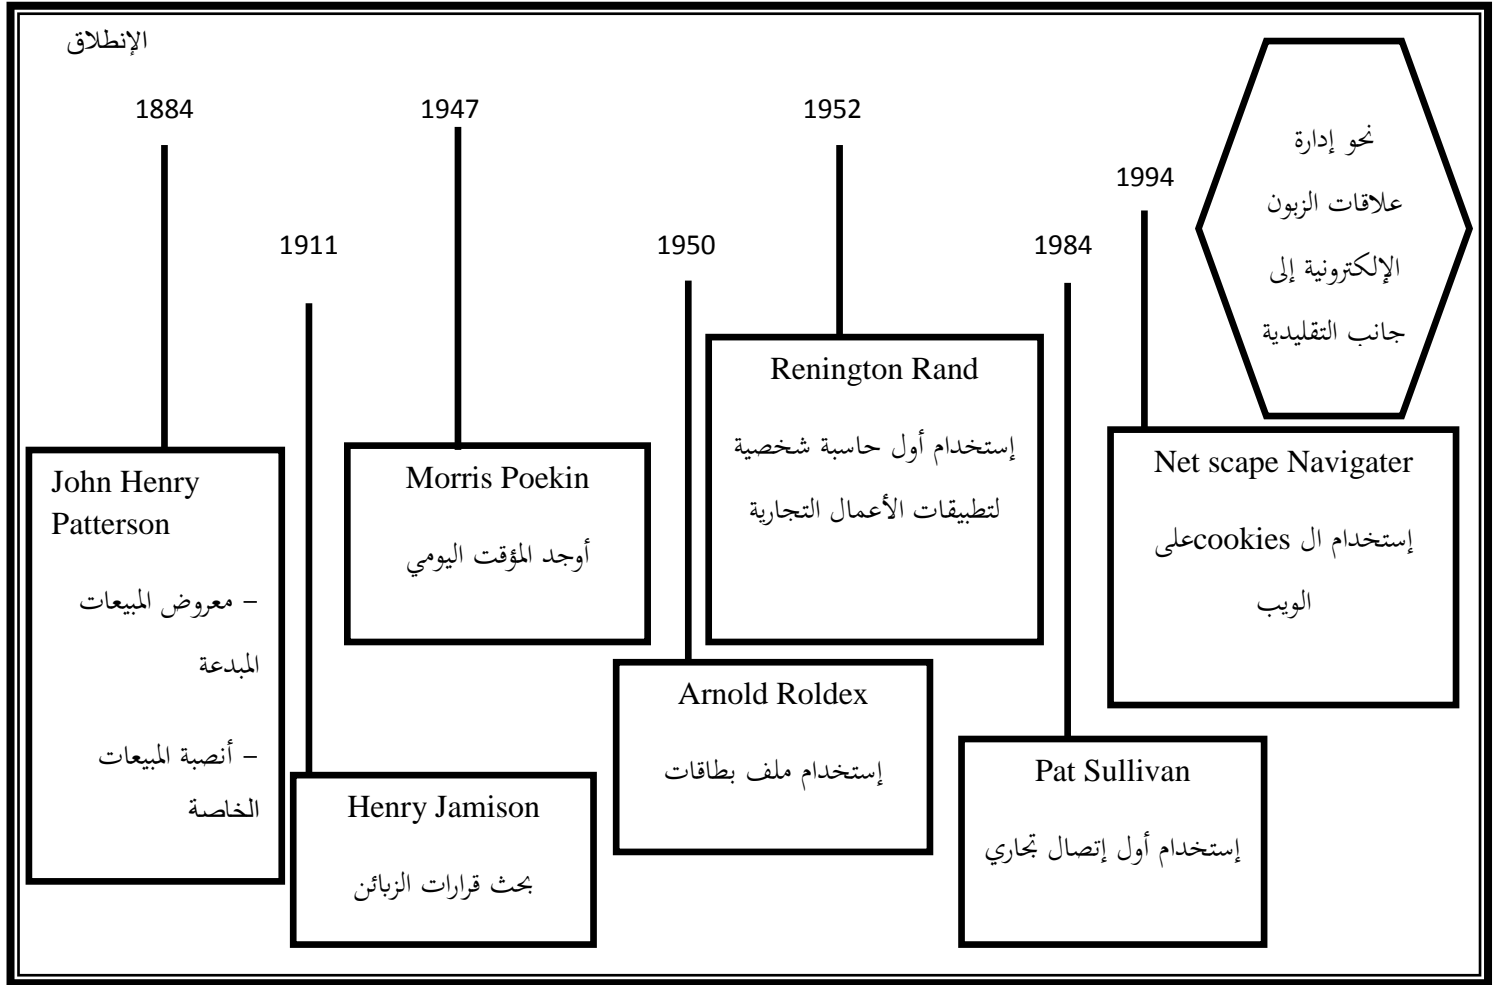 الإنطلاق
1884
John Henry
Patterson
– معروض المبيعات
المبدعة
– أنصبة المبيعات
الخاصة
1911
Henry Jamison
بحث قرارات الزبائن
1947
Morris Poekin
أوجد المؤقت اليومي
1950
Arnold Roldex
إستخدام ملف بطاقات
1952
Renington Rand
إستخدام أول حاسبة شخصية
لتطبيقات الأعمال التجارية
1984
Pat Sullivan
إستخدام أول إتصال تجاري
1994
Net scape Navigater
إستخدام ال cookiesعلى
الويب
نحو إدارة
علاقات الزبون
الإلكترونية إلى
جانب التقليدية